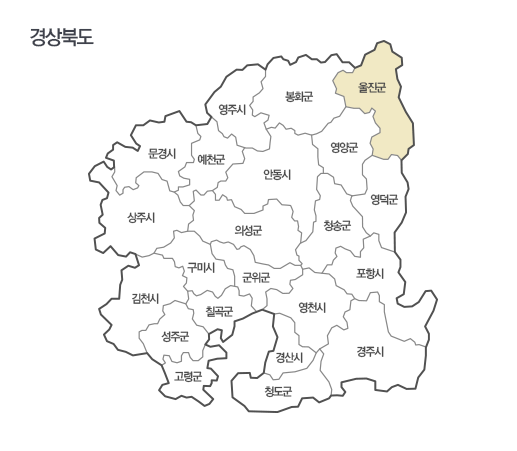 경상북도
울진군
봉화군
영주시
영양군
문경시
예천군
안동시
영덕군
상주시
의성군
청송군
구미시
군위군
포항시
김천시
칠곡군
영천시
성주군
경산시
경주시
고령군
청도군